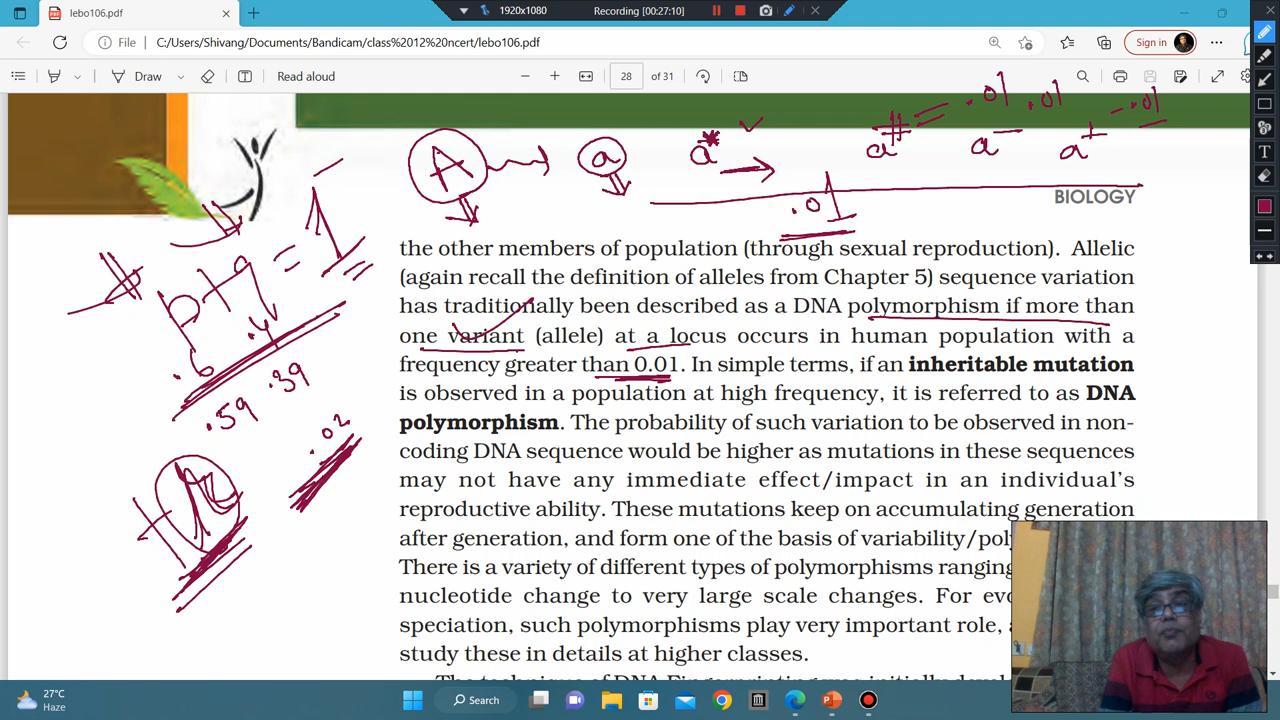 lebo106.pdf
1920x1080
Recording [00:27:10]
File
C:/Users/Shivang/Documents/Bandicam/class%2012%20ncert/lebo106.pdf
Sign in
Draw
Read aloud
28 of 31
A a a* a = .01 a .01 a - .01
.01
BIOLOGY
the other members of population (through sexual reproduction). Allelic
(again recall the definition of alleles from Chapter 5) sequence variation
has traditionally been described as a DNA polymorphism if more than
one variant (allele) at a locus occurs in human population with a
frequency greater than 0.01. In simple terms, if an inheritable mutation
is observed in a population at high frequency, it is referred to as DNA
polymorphism. The probability of such variation to be observed in non-
coding DNA sequence would be higher as mutations in these sequences
may not have any immediate effect/impact in an individual's
reproductive ability. These mutations keep on accumulating generation
after generation, and form one of the basis of variability/pol
There is a variety of different types of polymorphisms ranging
nucleotide change to very large scale changes. For evo
speciation, such polymorphisms play very important role, a
study these in details at higher classes.
p+q = 1
.6 .4
.59 .39
.02
27°C
Haze
Search